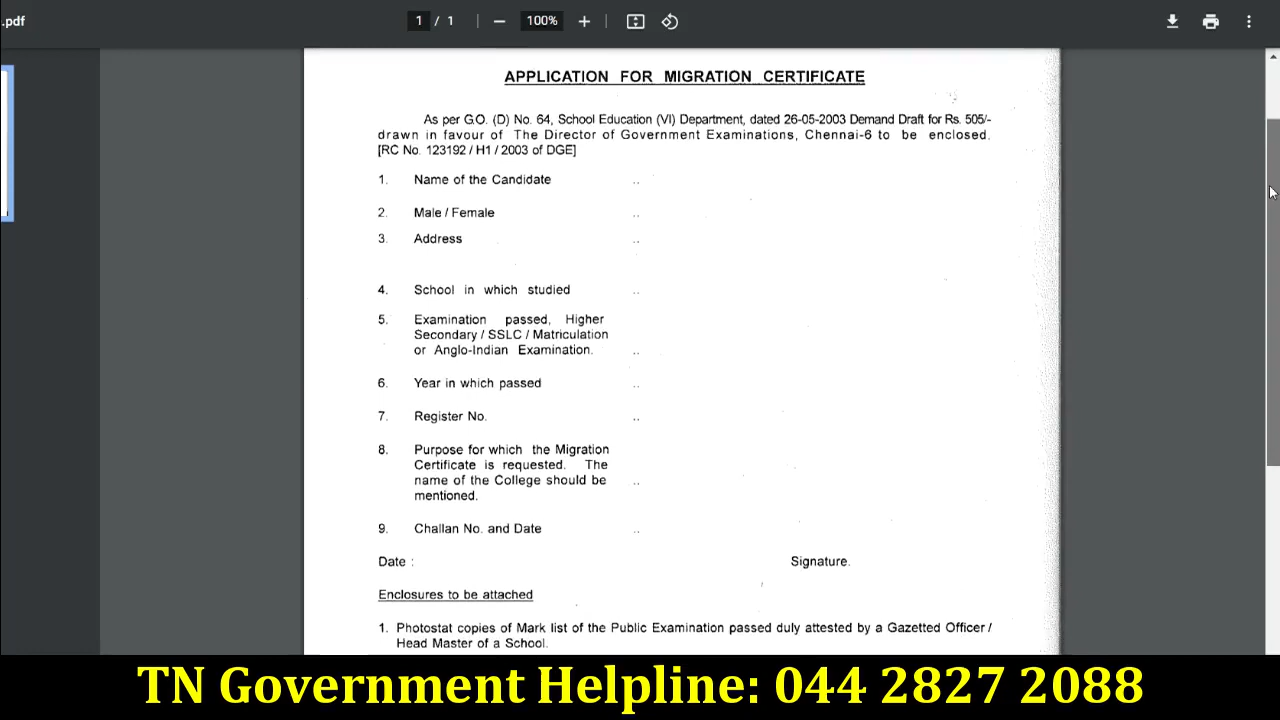 .pdf
1 / 1
100%
APPLICATION FOR MIGRATION CERTIFICATE
As per G.O. (D) No. 64, School Education (VI) Department, dated 26-05-2003 Demand Draft for Rs. 505/-
drawn in favour of The Director of Government Examinations, Chennai-6 to be enclosed.
[RC No. 123192 / H1 / 2003 of DGE]
1. Name of the Candidate ..
2. Male / Female ..
3. Address ..
4. School in which studied ..
5. Examination passed, Higher
Secondary / SSLC / Matriculation
or Anglo-Indian Examination. ..
6. Year in which passed ..
7. Register No. ..
8. Purpose for which the Migration
Certificate is requested. The
name of the College should be ..
mentioned.
9. Challan No. and Date ..
Date : Signature.
Enclosures to be attached
1. Photostat copies of Mark list of the Public Examination passed duly attested by a Gazetted Officer /
Head Master of a School.
TN Government Helpline: 044 2827 2088